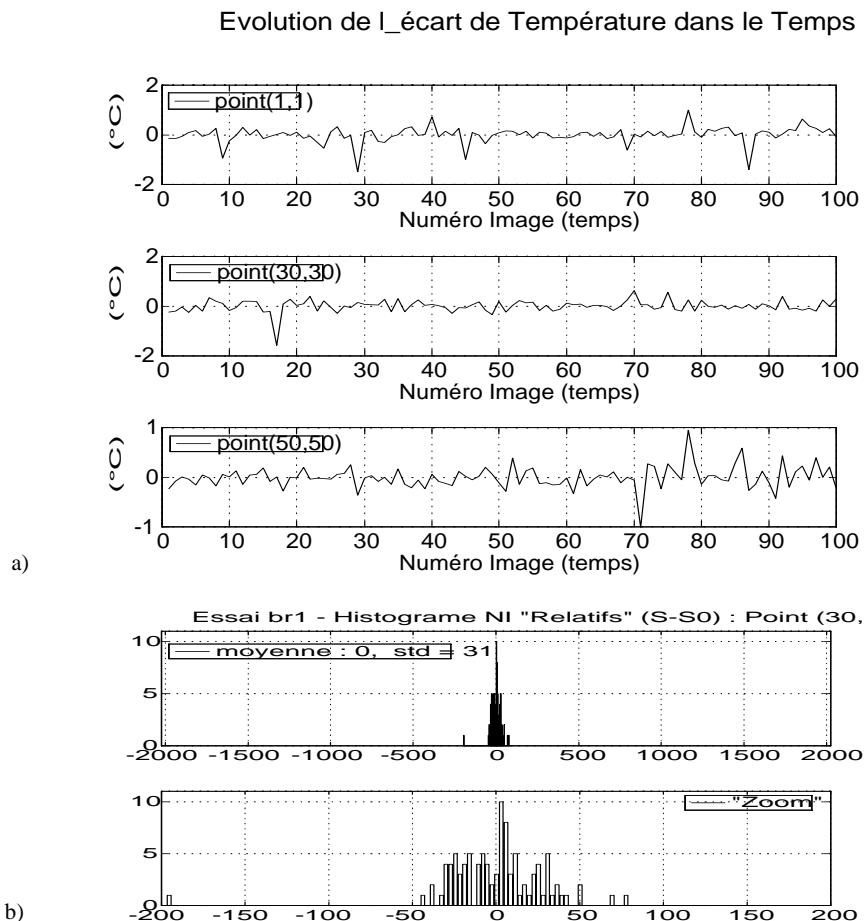 Evolution de l_écart de Température dans le Temps
2
0
-2
(°C)
point(1,1)
0 10 20 30 40 50 60 70 80 90 100
Numéro Image (temps)
2
0
-2
(°C)
point(30,30)
0 10 20 30 40 50 60 70 80 90 100
Numéro Image (temps)
1
0
-1
(°C)
point(50,50)
0 10 20 30 40 50 60 70 80 90 100
Numéro Image (temps)
a)
Essai br1 - Histograme NI "Relatifs" (S-S0) : Point (30,
10
5
0
moyenne : 0, std = 31
-2000 -1500 -1000 -500 0 500 1000 1500 2000
10
5
0
"Zoom"
-200 -150 -100 -50 0 50 100 150 200
b)